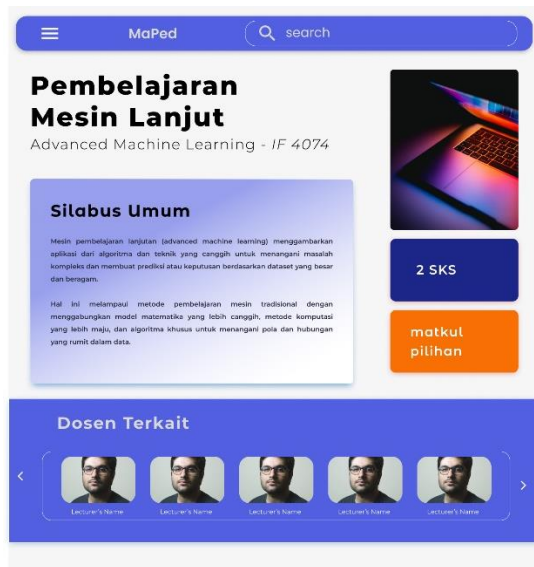 MaPed
search
Pembelajaran
Mesin Lanjut
Advanced Machine Learning - IF 4074
Silabus Umum
Mesin pembelajaran lanjutan (advanced machine learning) menggambarkan
aplikasi dari algoritma dan teknik yang canggih untuk menangani masalah
kompleks dan membuat prediksi atau keputusan berdasarkan dataset yang besar
dan beragam.
Hal ini melampaui metode pembelajaran mesin tradisional dengan
menggabungkan model matematika yang lebih canggih, metode komputasi
yang lebih maju, dan algoritma khusus untuk menangani pola dan hubungan
yang rumit dalam data.
2 SKS
matkul
pilihan
Dosen Terkait
Lecturer's Name
Lecturer's Name
Lecturer's Name
Lecturer's Name
Lecturer's Name